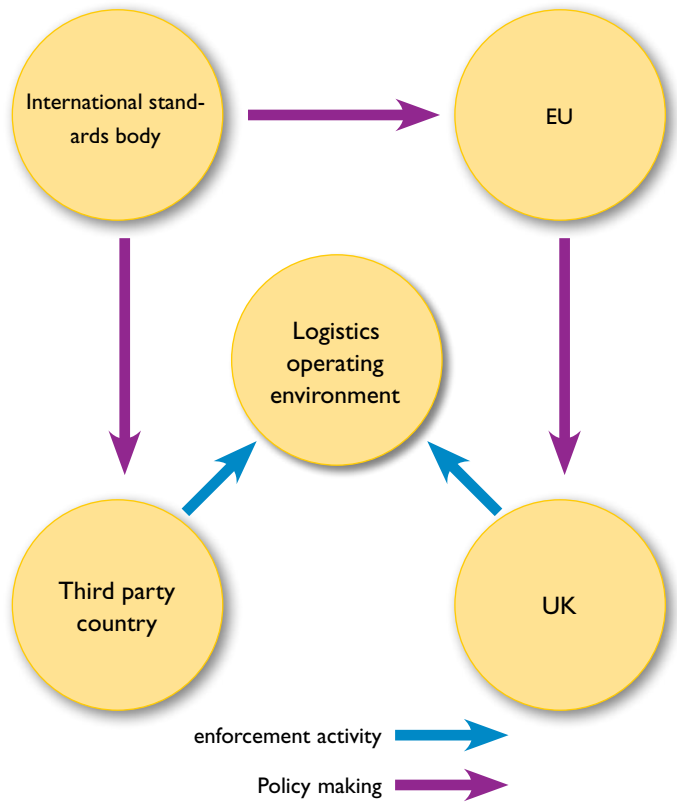 International stand-
ards body
EU
Logistics
operating
environment
Third party
country
UK
enforcement activity
Policy making